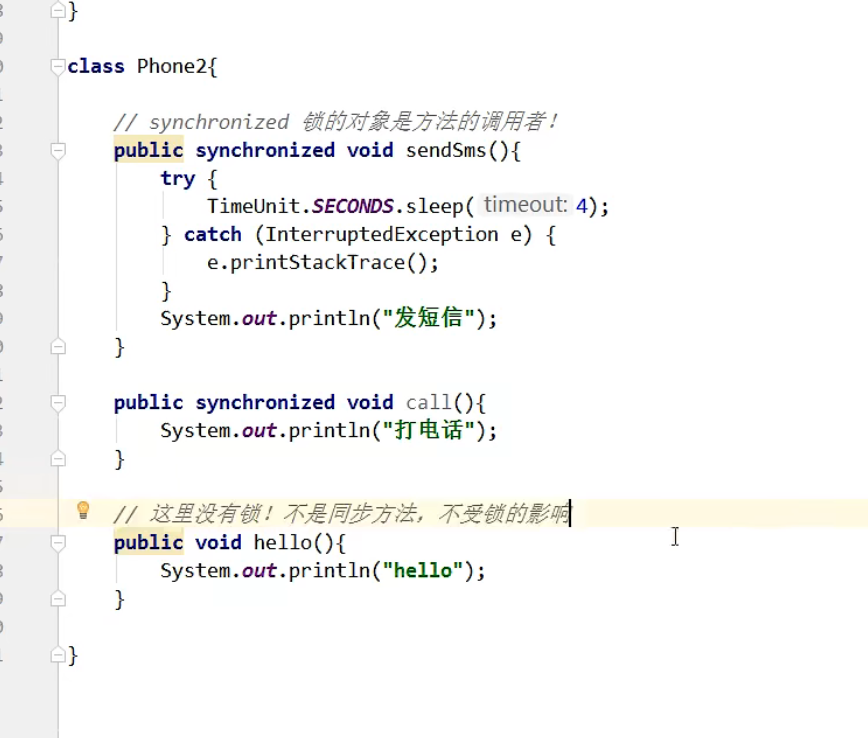 }
class Phone2{
// synchronized 锁的对象是方法的调用者!
public synchronized void sendSms(){
try {
TimeUnit.SECONDS.sleep( timeout: 4);
} catch (InterruptedException e) {
e.printStackTrace();
}
System.out.println("发短信");
}
public synchronized void call(){
System.out.println("打电话");
}
// 这里没有锁!不是同步方法，不受锁的影响
public void hello(){
System.out.println("hello");
}
}